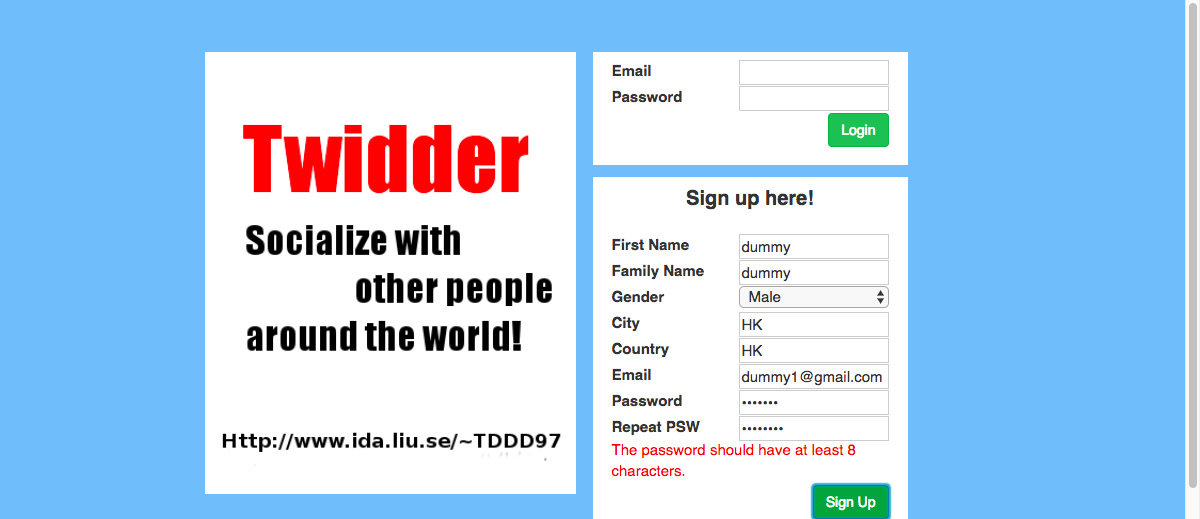 Twidder
Socialize with
other people
around the world!
Http://www.ida.liu.se/~TDDD97
Email
Password
Login
Sign up here!
First Name dummy
Family Name dummy
Gender Male
City HK
Country HK
Email dummy1@gmail.com
Password •••••••
Repeat PSW ••••••••
The password should have at least 8
characters.
Sign Up